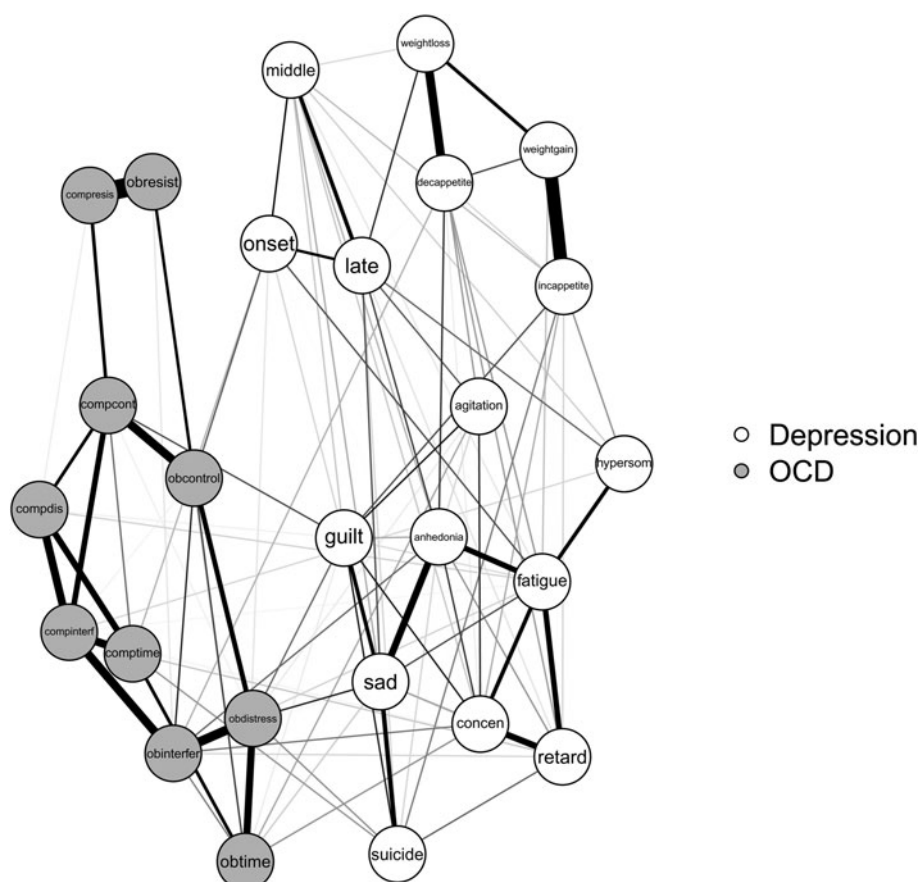 weightloss
middle
weightgain
decappetite
obresist
compresis
onset
late
incappetite
compcont
agitation
Depression
hypersom
OCD
obcontrol
compdis
guilt
anhedonia
fatigue
compinterf
comptime
sad
obdistress
concen
obinterfer
retard
suicide
obtime